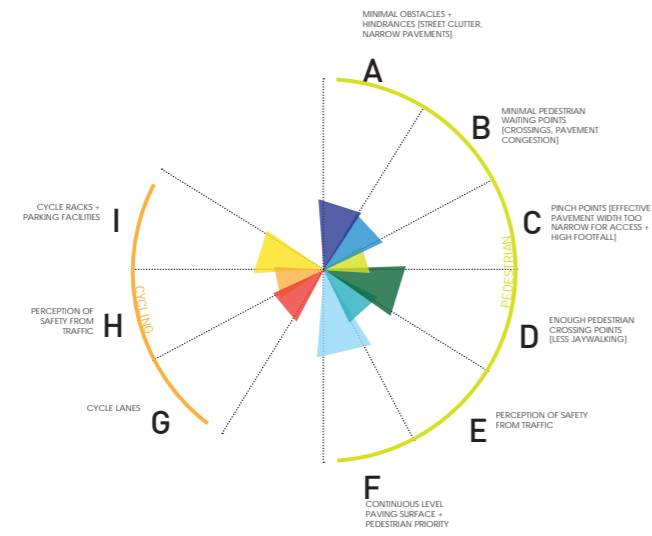 MINIMAL OBSTACLES +
HINDRANCES [STREET CLUTTER,
NARROW PAVEMENTS]
A
B
MINIMAL PEDESTRIAN
WAITING POINTS
[CROSSINGS, PAVEMENT
CONGESTION]
C
PINCH POINTS [EFFECTIVE
PAVEMENT WIDTH TOO
NARROW FOR ACCESS +
HIGH FOOTFALL]
PEDESTRIAN
D
ENOUGH PEDESTRIAN
CROSSING POINTS
[LESS JAYWALKING]
E
PERCEPTION OF SAFETY
FROM TRAFFIC
F
CONTINUOUS LEVEL
PAVING SURFACE +
PEDESTRIAN PRIORITY
CYCLE LANES
G
PERCEPTION OF
SAFETY FROM
TRAFFIC
H
CYCLING
CYCLE RACKS +
PARKING FACILITIES
I